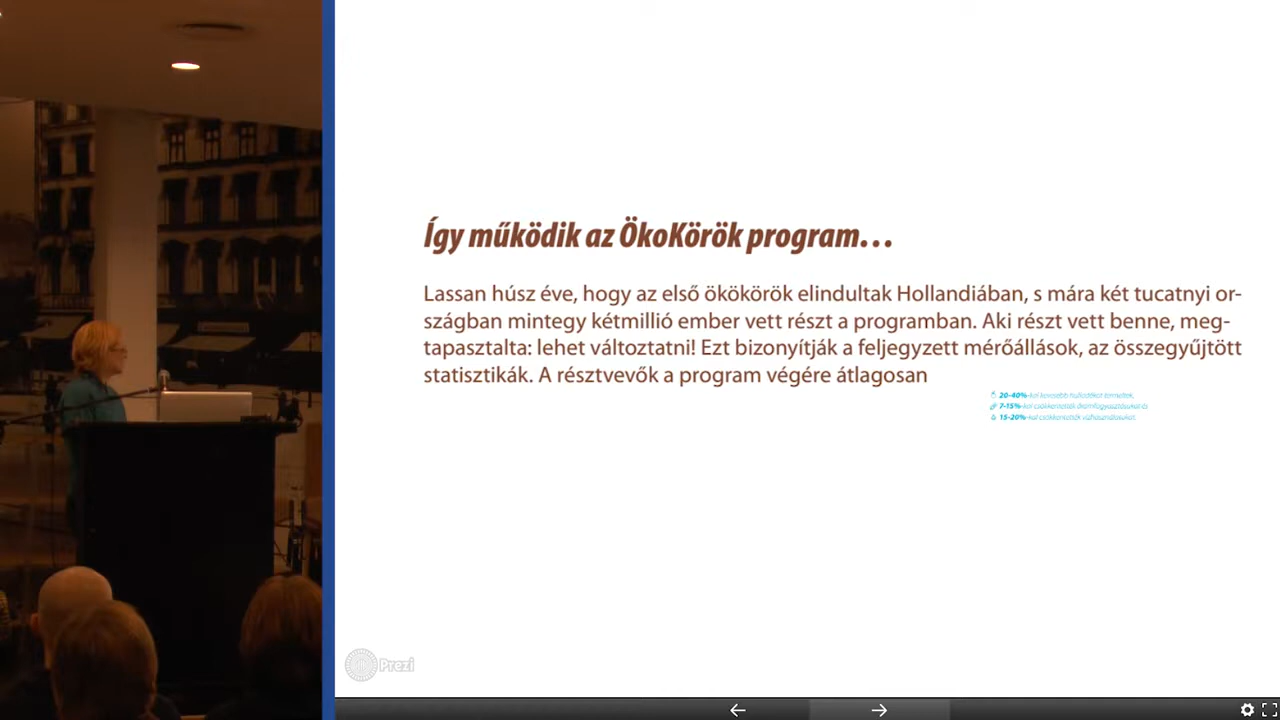 Így működik az ÖkoKörök program…
Lassan húsz éve, hogy az első ökökörök elindultak Hollandiában, s mára két tucatnyi or-
szágban mintegy kétmillió ember vett részt a programban. Aki részt vett benne, meg-
tapasztalta: lehet változtatni! Ezt bizonyítják a feljegyzett mérőállások, az összegyűjtött
statisztikák. A résztvevők a program végére átlagosan
20-40%-kal kevesebb hulladékot termeltek,
7-15%-kal csökkentették áramfogyasztásukat és
15-20%-kal csökkentették vízhasználatukat.
Prezi